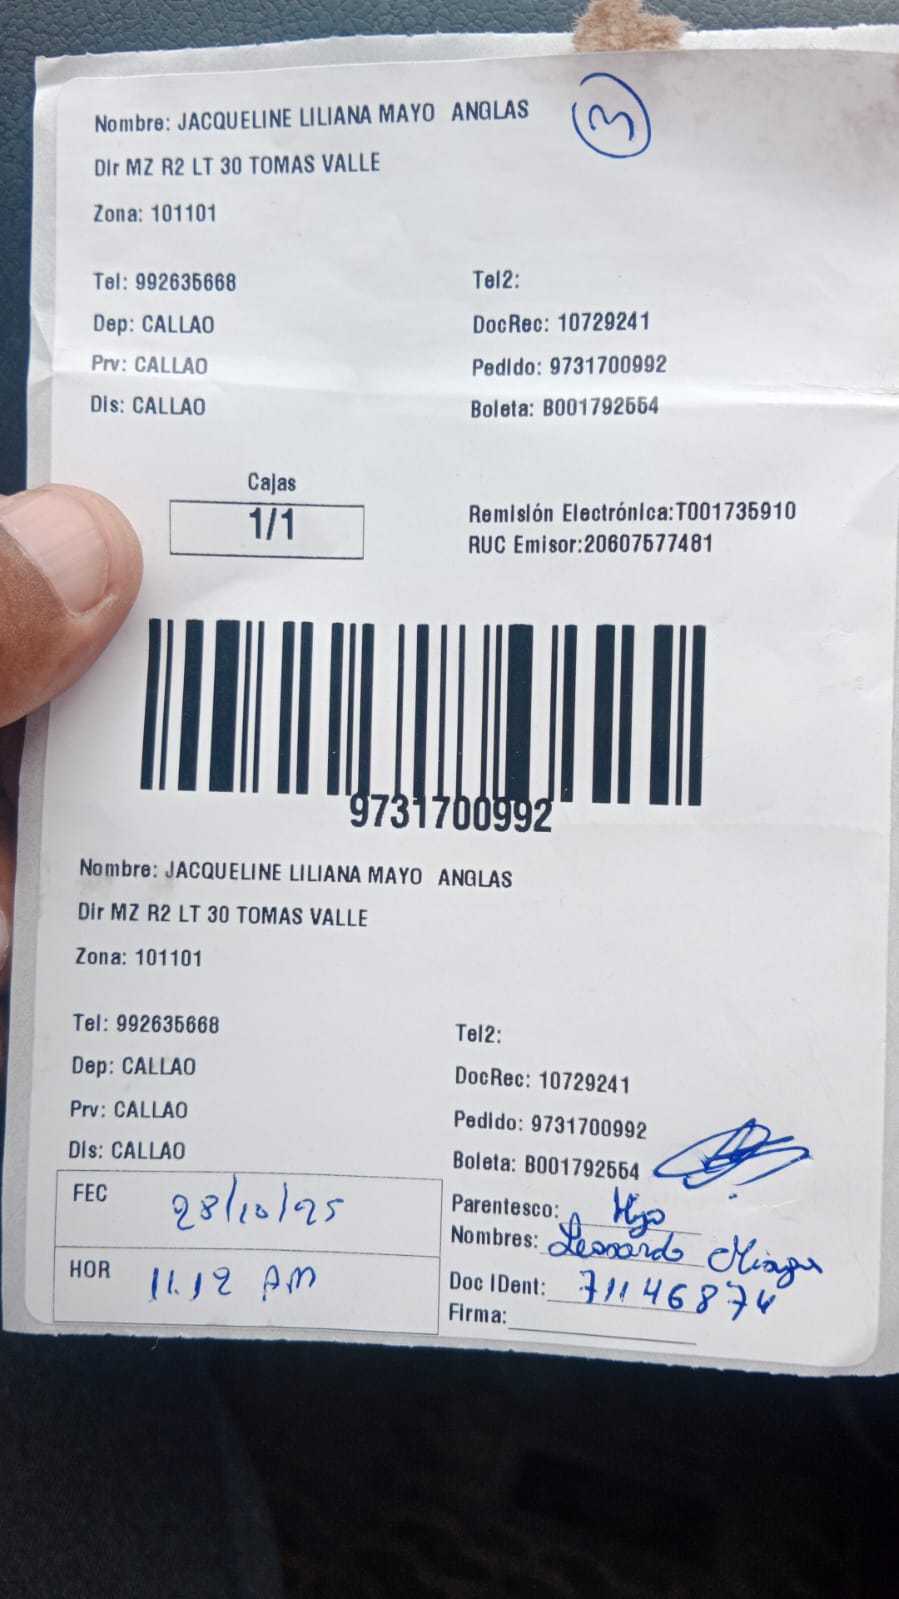 Nombre: JACQUELINE LILIANA MAYO ANGLAS
3
Dir MZ R2 LT 30 TOMAS VALLE
Zona: 101101
Tel: 992635668
Tel2:
Dep: CALLAO
DocRec: 10729241
Prv: CALLAO
Pedido: 9731700992
Dis: CALLAO
Boleta: B001792554
Cajas
1/1
Remisión Electrónica:T001735910
RUC Emisor:20607577481
9731700992
Nombre: JACQUELINE LILIANA MAYO ANGLAS
Dir MZ R2 LT 30 TOMAS VALLE
Zona: 101101
Tel: 992635668
Tel2:
Dep: CALLAO
DocRec: 10729241
Prv: CALLAO
Pedido: 9731700992
Dis: CALLAO
Boleta: B001792554
FEC 28/10/25
Parentesco: Hijo
Nombres: Leonardo
HOR 11.12 AM
Doc IDent: 71146874
Firma: